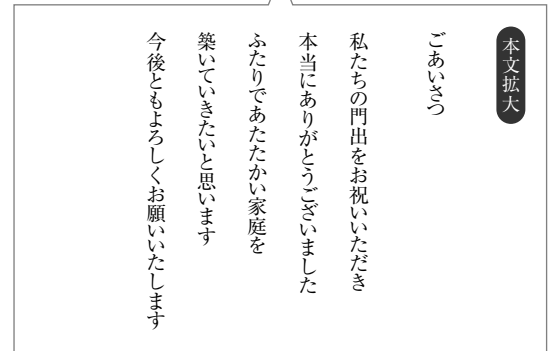 本文拡大
ごあいさつ
私たちの門出をお祝いいただき
本当にありがとうございました
ふたりであたたかい家庭を
築いていきたいと思います
今後ともよろしくお願いいたします